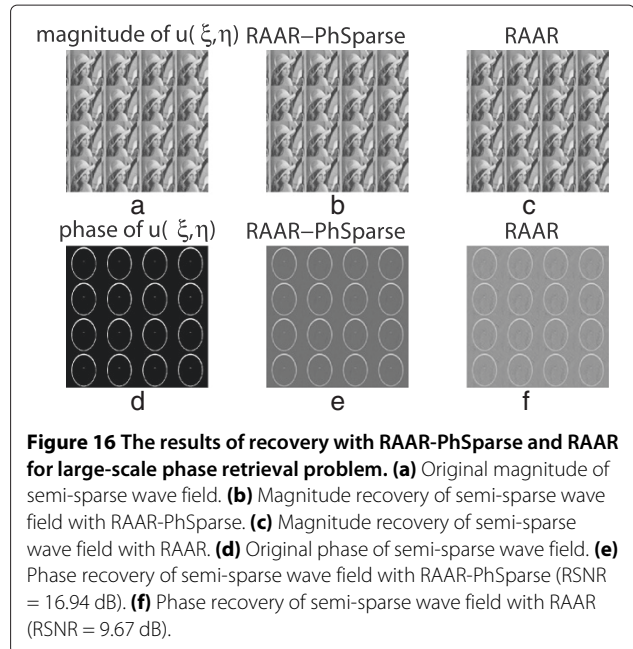 magnitude of u( ξ,η) RAAR−PhSparse RAAR
a b c
phase of u( ξ,η) RAAR−PhSparse RAAR
d e f
Figure 16 The results of recovery with RAAR-PhSparse and RAAR
for large-scale phase retrieval problem. (a) Original magnitude of
semi-sparse wave field. (b) Magnitude recovery of semi-sparse wave
field with RAAR-PhSparse. (c) Magnitude recovery of semi-sparse
wave field with RAAR. (d) Original phase of semi-sparse wave field. (e)
Phase recovery of semi-sparse wave field with RAAR-PhSparse (RSNR
= 16.94 dB). (f) Phase recovery of semi-sparse wave field with RAAR
(RSNR = 9.67 dB).